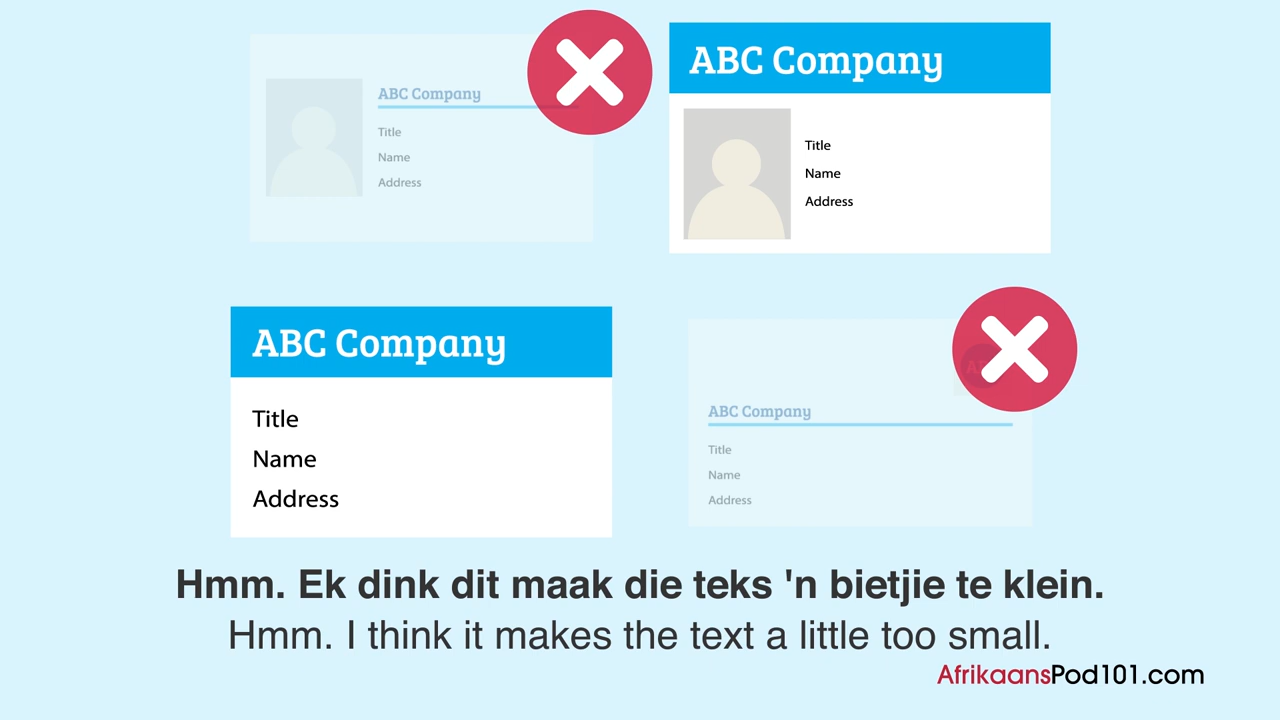 ABC Company
Title
Name
Address
ABC Company
Title
Name
Address
ABC Company
Title
Name
Address
ABC Company
Title
Name
Address
Hmm. Ek dink dit maak die teks 'n bietjie te klein.
Hmm. I think it makes the text a little too small.
AfrikaansPod101.com